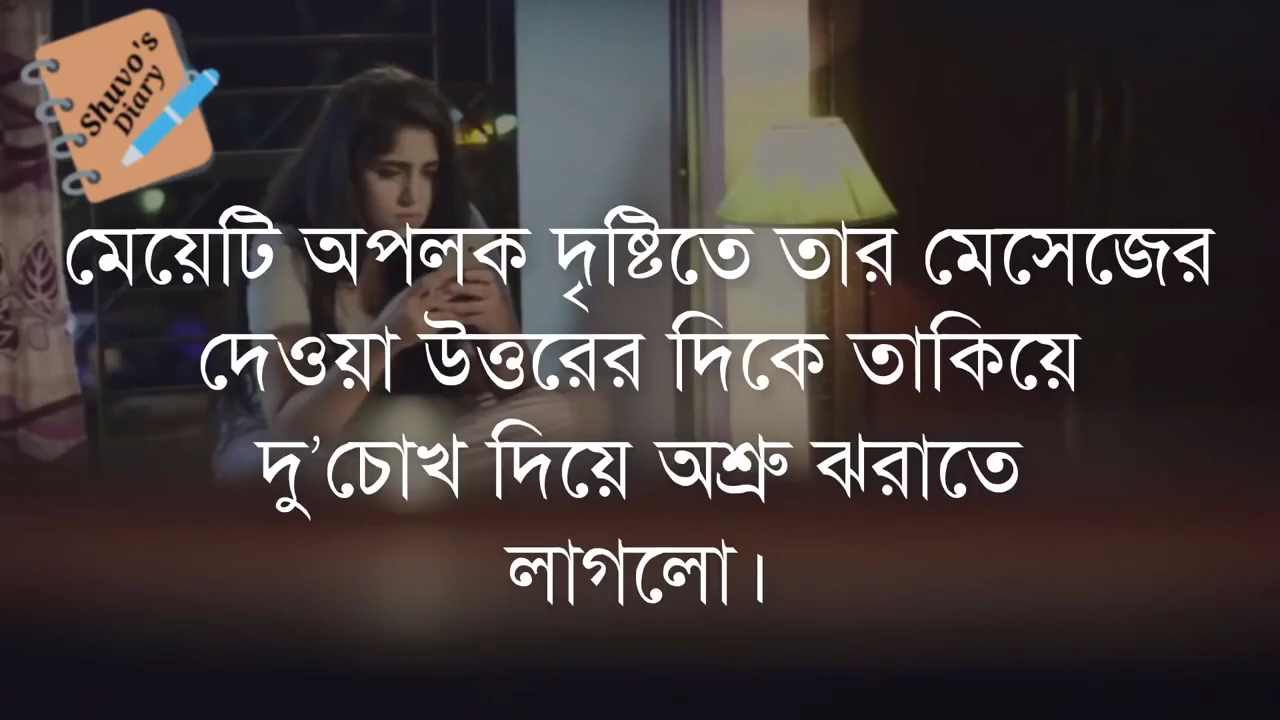 Shuvo's
Diary
মেয়েটি অপলক দৃষ্টিতে তার মেসেজের
দেওয়া উত্তরের দিকে তাকিয়ে
দু’চোখ দিয়ে অশ্রু ঝরাতে
লাগলো।